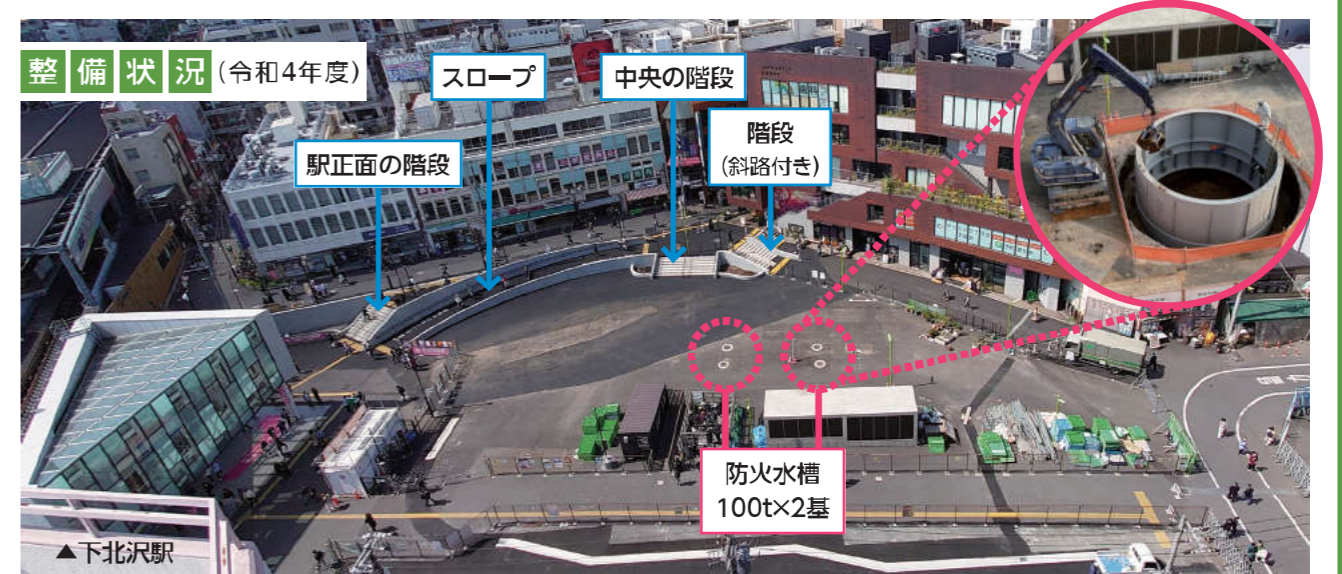 整備状況(令和4年度)
スロープ
中央の階段
階段
(斜路付き)
駅正面の階段
防火水槽
100t×2基
▲下北沢駅